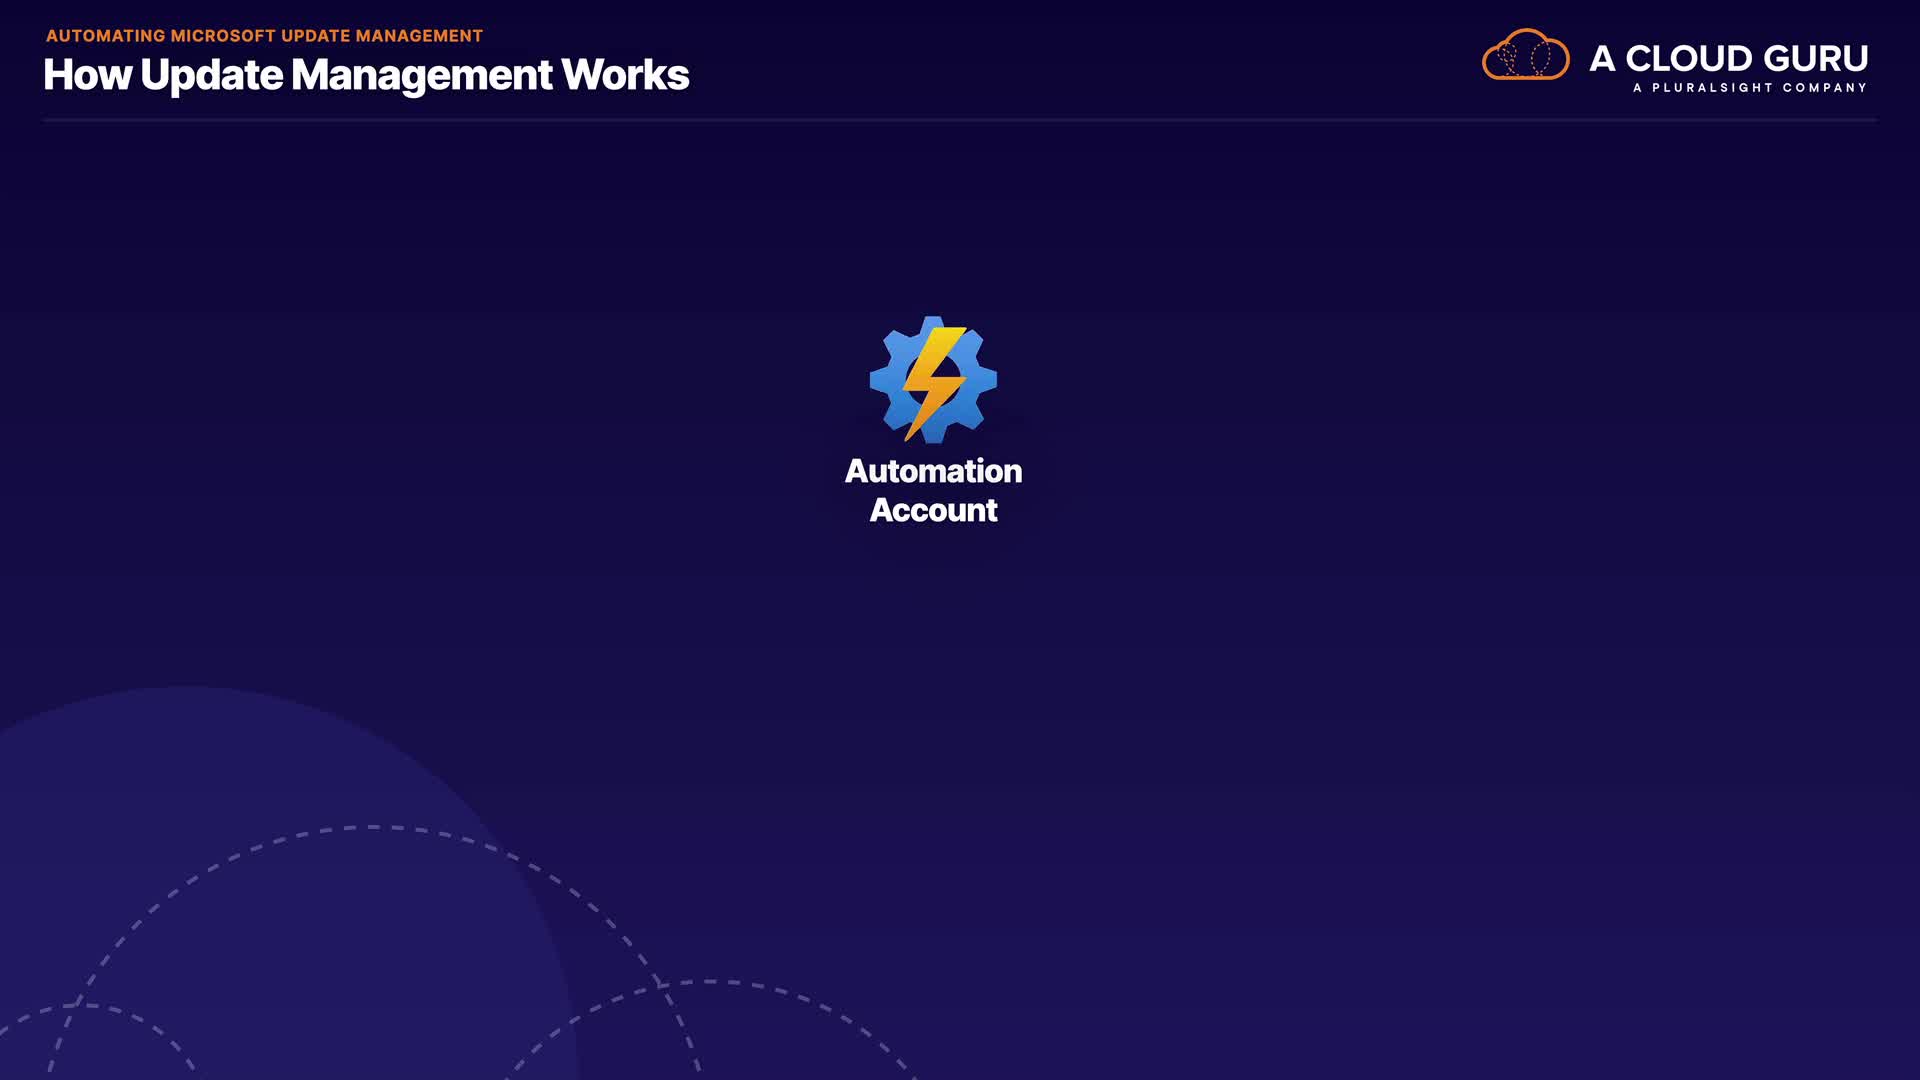 AUTOMATING MICROSOFT UPDATE MANAGEMENT
How Update Management Works
A CLOUD GURU
A PLURALSIGHT COMPANY
Automation
Account